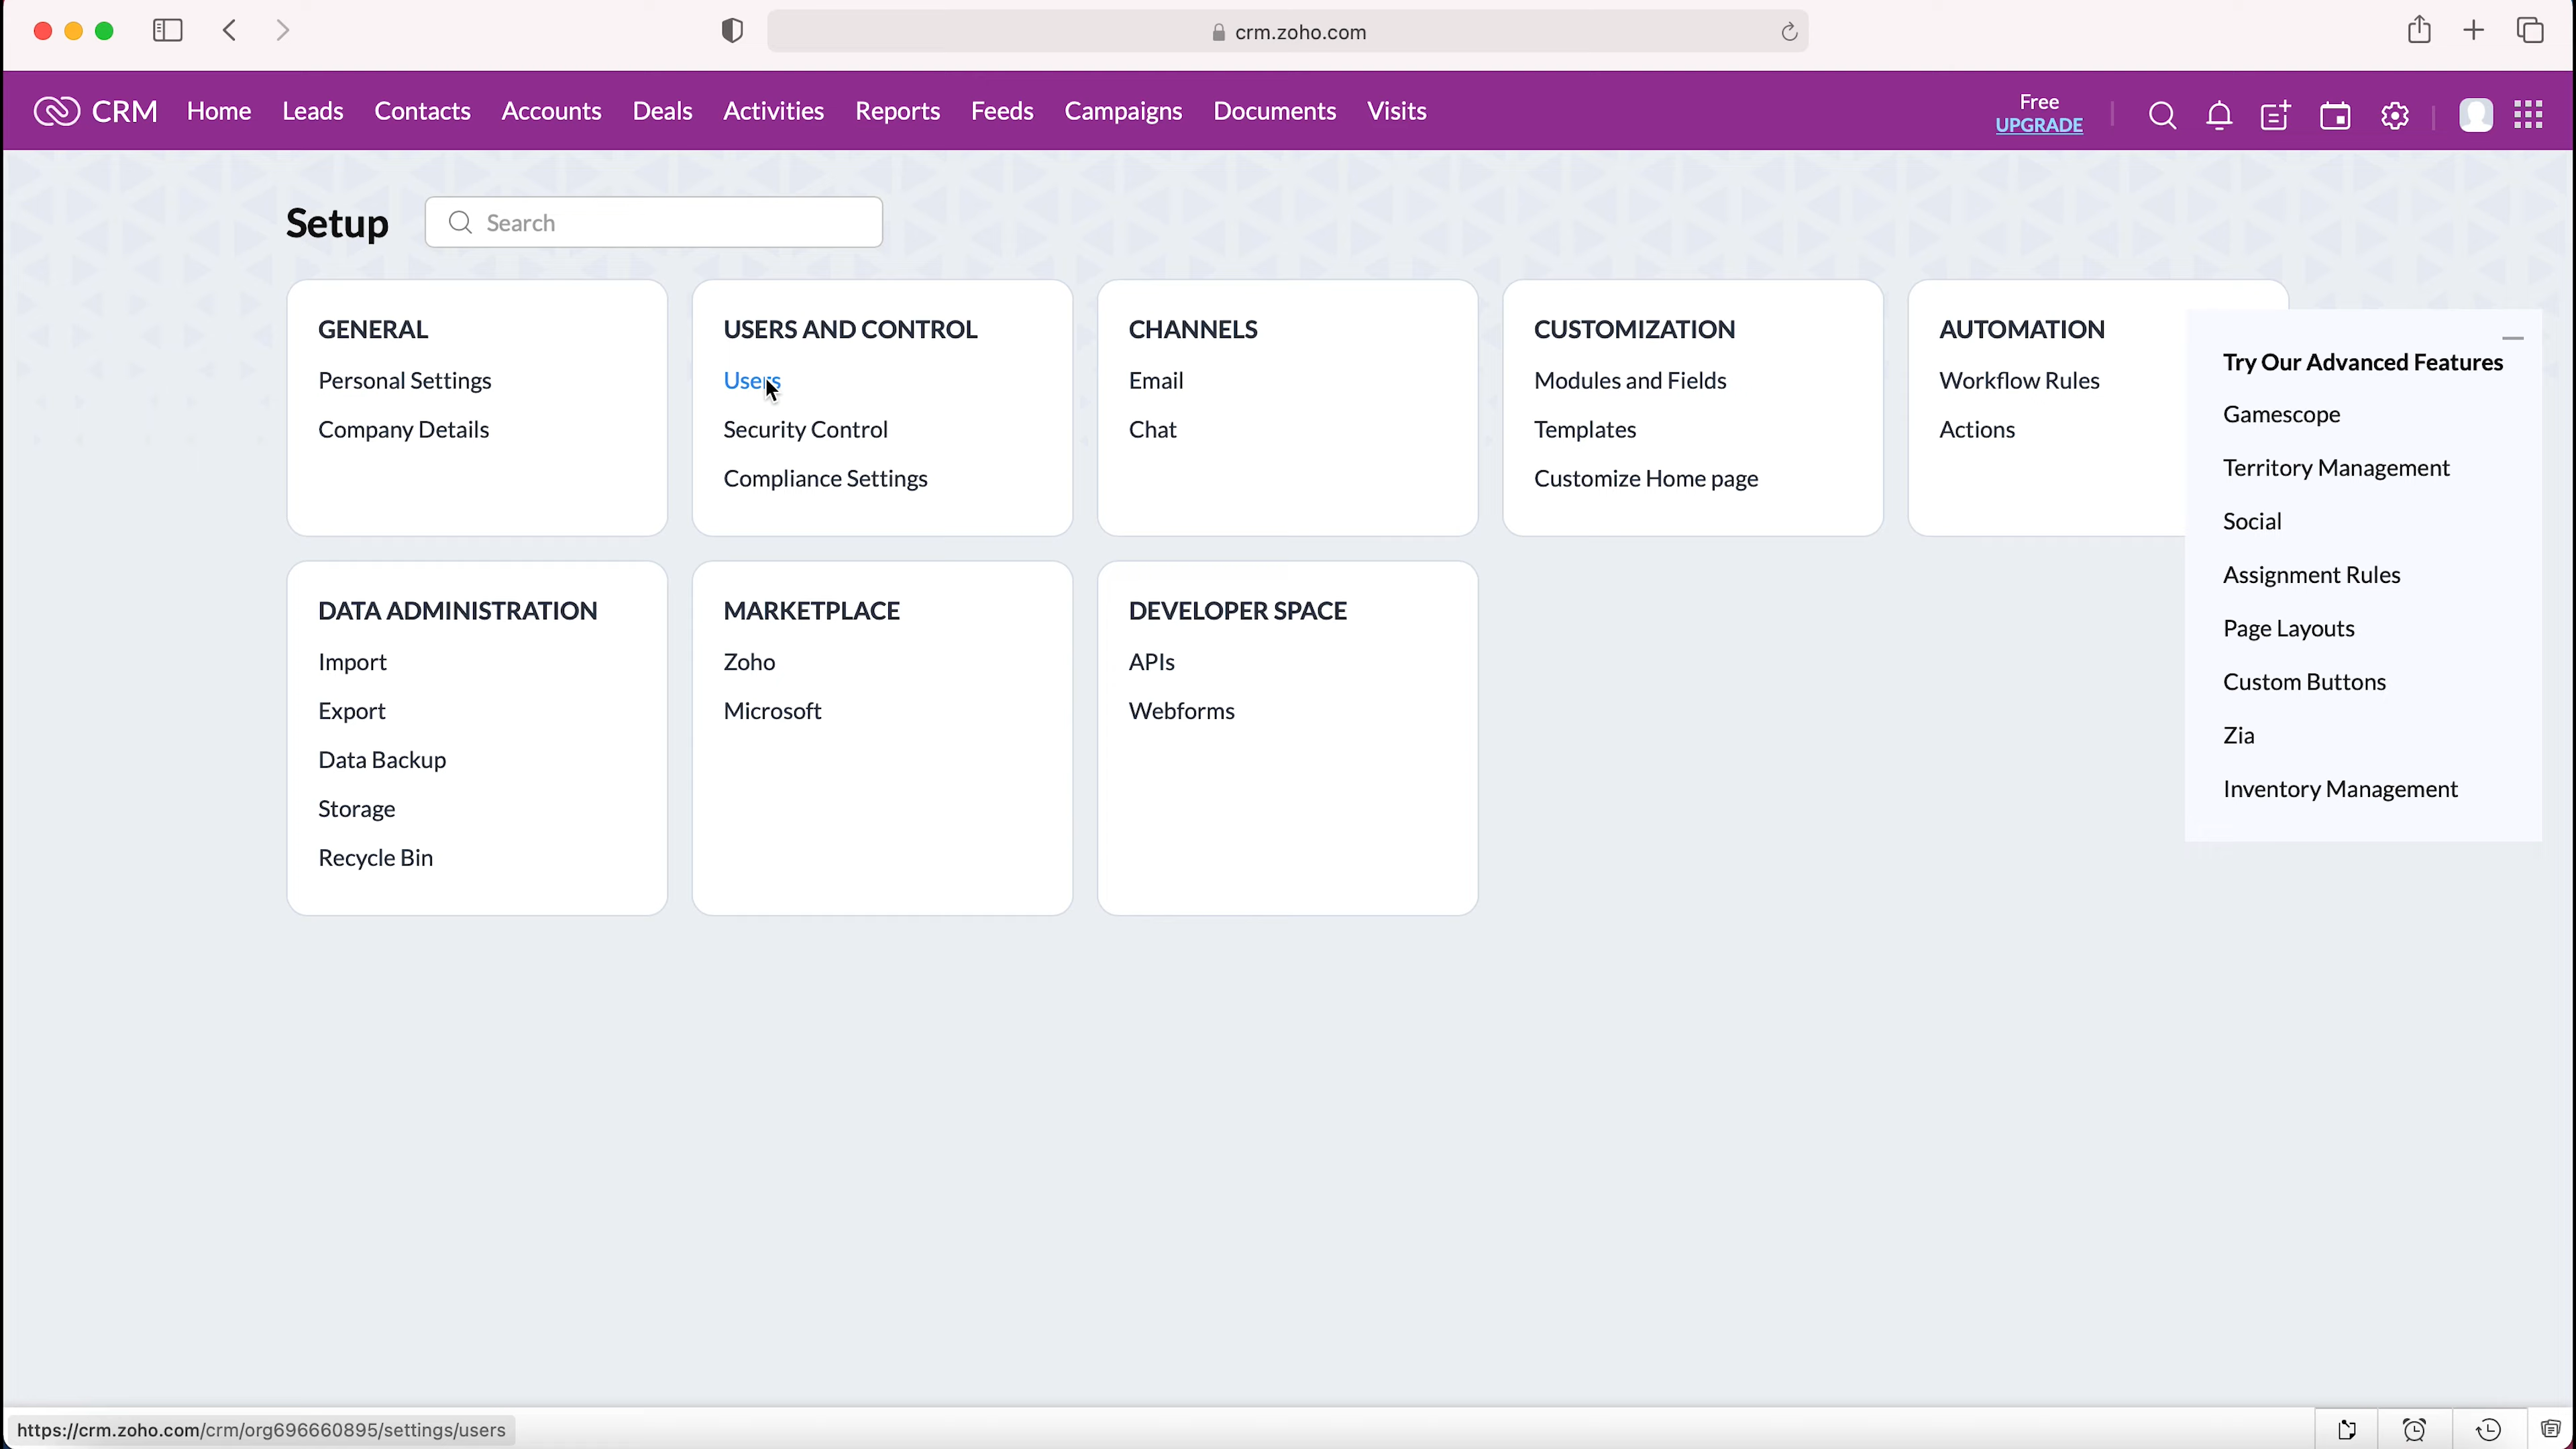 crm.zoho.com
CRM Home Leads Contacts Accounts Deals Activities Reports Feeds Campaigns Documents Visits
Free
UPGRADE
Setup
Search
GENERAL
Personal Settings
Company Details
USERS AND CONTROL
Users
Security Control
Compliance Settings
CHANNELS
Email
Chat
CUSTOMIZATION
Modules and Fields
Templates
Customize Home page
AUTOMATION
Workflow Rules
Actions
Try Our Advanced Features
Gamescope
Territory Management
Social
Assignment Rules
Page Layouts
Custom Buttons
Zia
Inventory Management
DATA ADMINISTRATION
Import
Export
Data Backup
Storage
Recycle Bin
MARKETPLACE
Zoho
Microsoft
DEVELOPER SPACE
APIs
Webforms
https://crm.zoho.com/crm/org696660895/settings/users